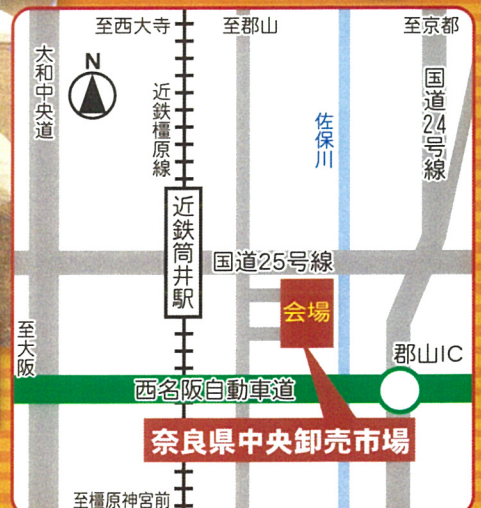 至西大寺
至郡山
至京都
大和中央道
N
近鉄橿原線
佐保川
国道24号線
近鉄筒井駅
国道25号線
会場
至大阪
郡山IC
西名阪自動車道
奈良県中央卸売市場
至橿原神宮前